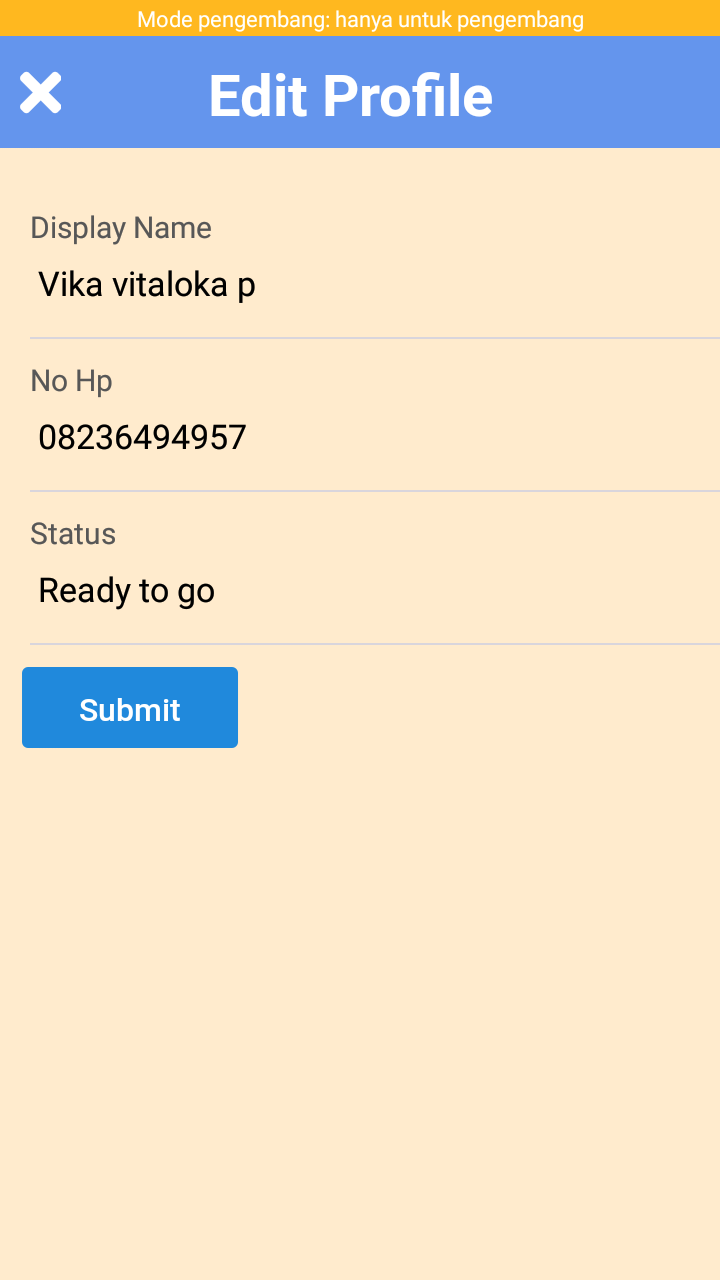 Mode pengembang: hanya untuk pengembang
Edit Profile
Display Name
Vika vitaloka p
No Hp
08236494957
Status
Ready to go
Submit